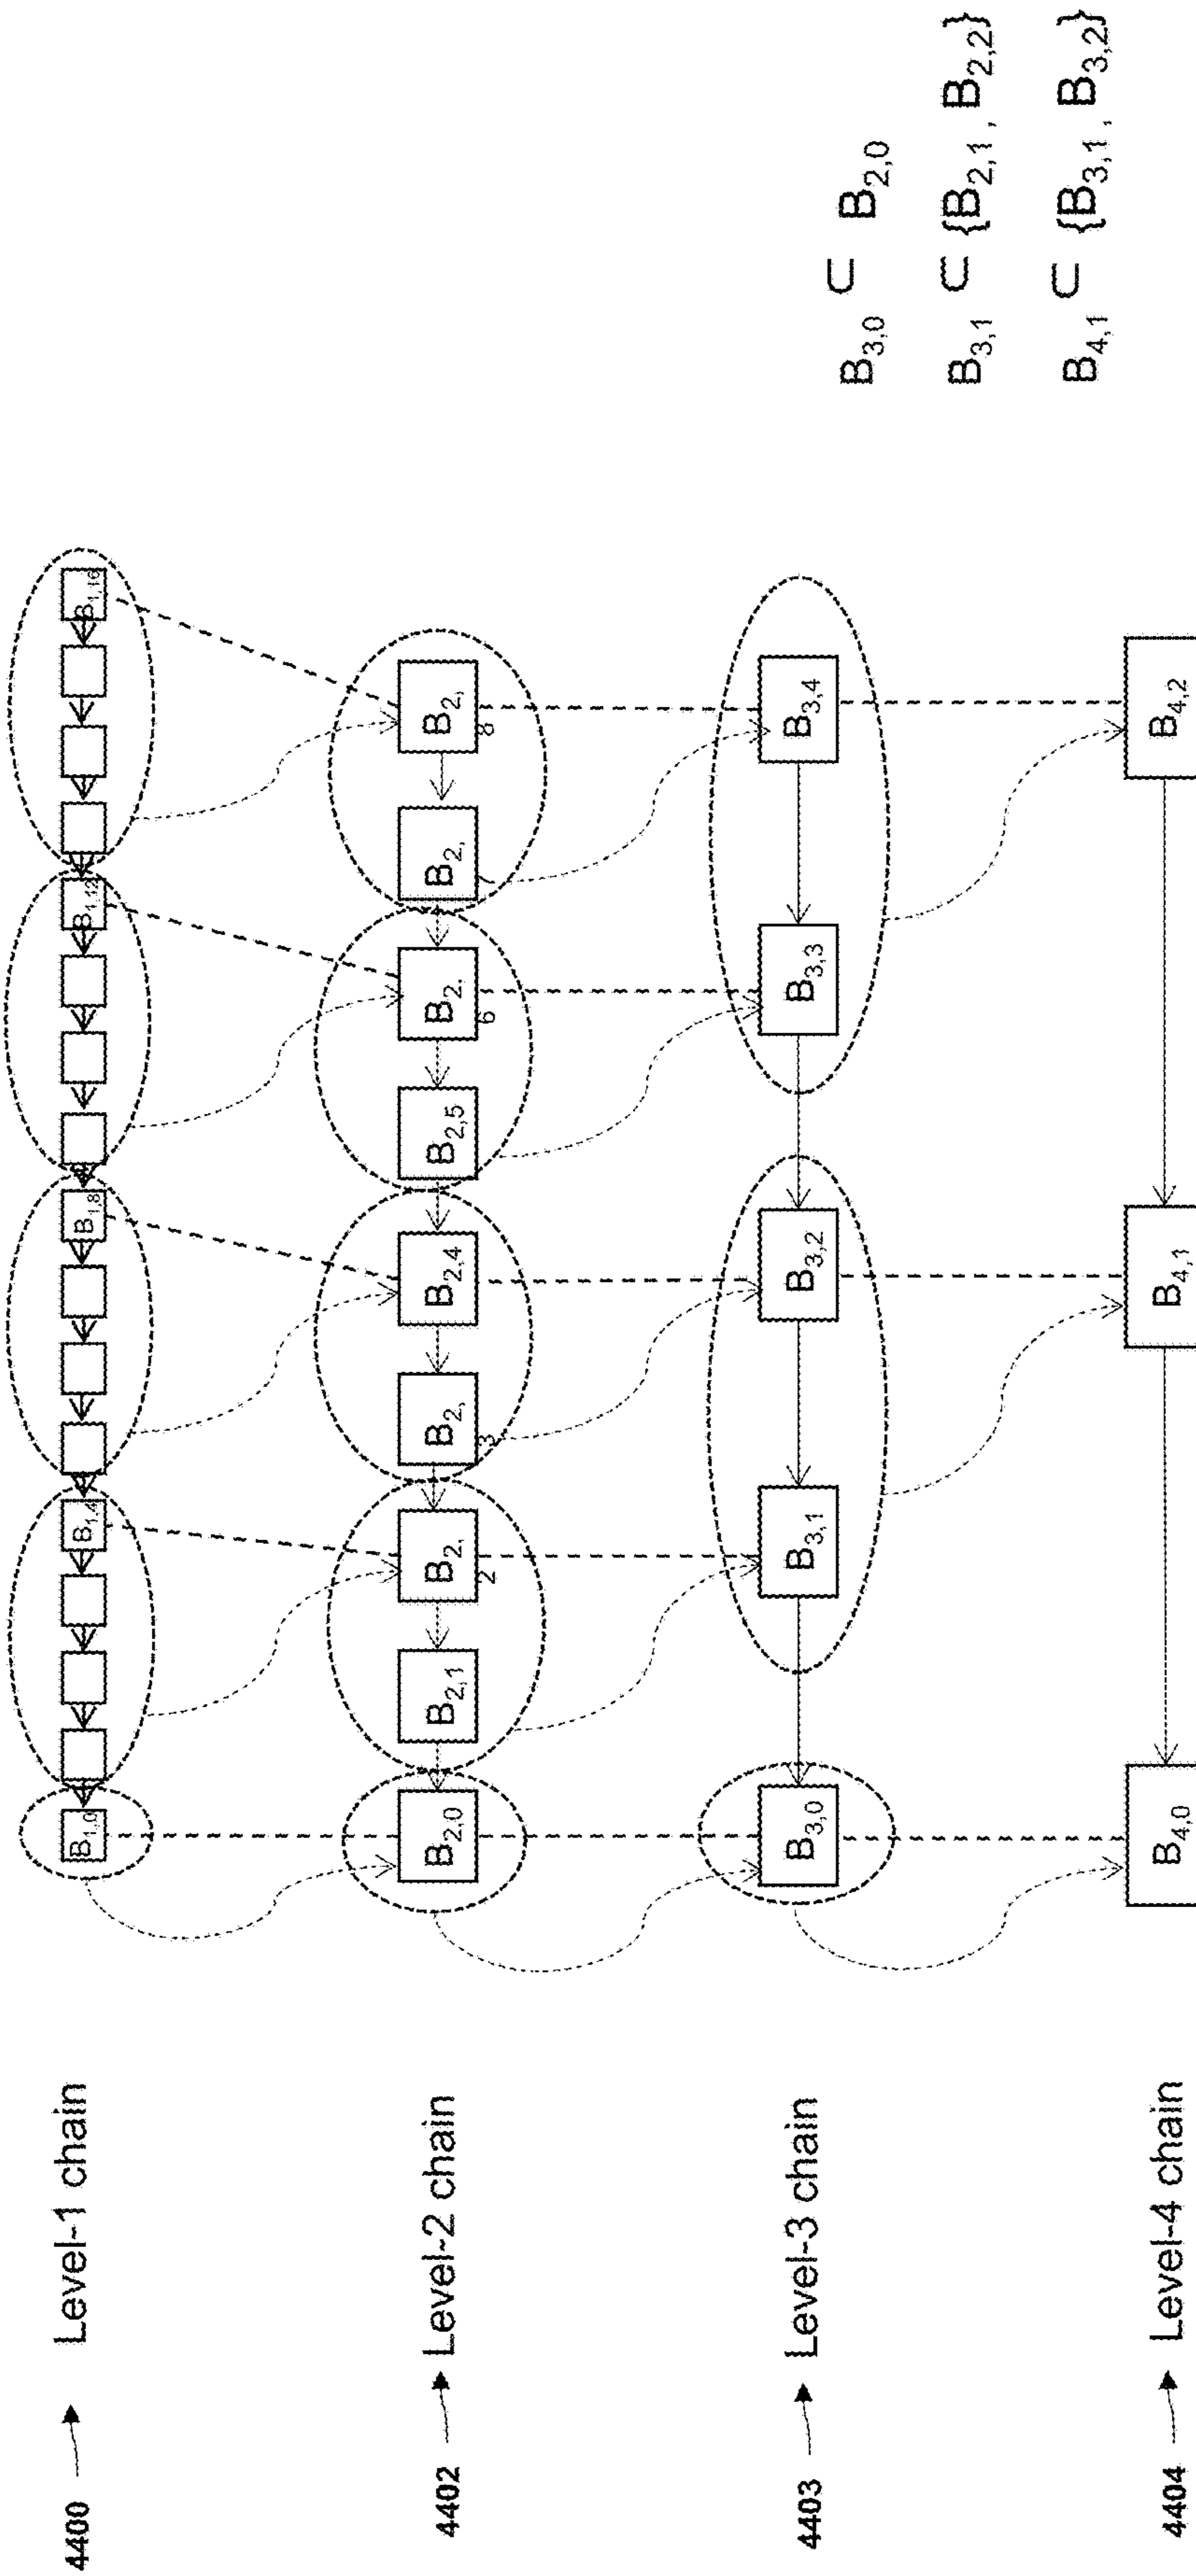 4400 Level-1 chain
B1,0 B1,4 B1,8 B1,12 B1,16
4402 Level-2 chain
B2,0 B2,1 B2,2 B2,3 B2,4 B2,5 B2,6 B2,7 B2,8
4403 Level-3 chain
B3,0 B3,1 B3,2 B3,3 B3,4
4404 Level-4 chain
B4,0 B4,1 B4,2
B3,0 ⊂ B2,0
B3,1 ⊂ {B2,1, B2,2}
B4,1 ⊂ {B3,1, B3,2}